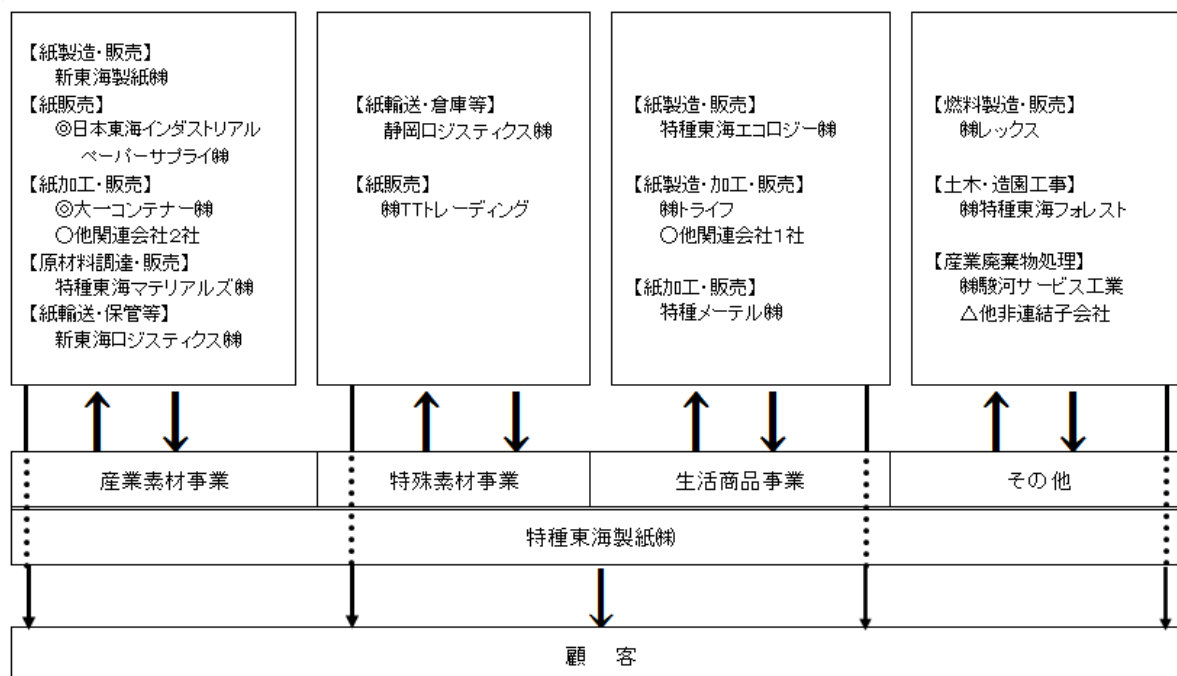 【紙製造・販売】
新東海製紙㈱
【紙販売】
◎日本東海インダストリアル
ペーパーサプライ㈱
【紙加工・販売】
◎大一コンテナー㈱
○他関連会社2社
【原材料調達・販売】
特種東海マテリアルズ㈱
【紙輸送・保管等】
新東海ロジスティクス㈱
【紙輸送・倉庫等】
静岡ロジスティクス㈱
【紙販売】
㈱TTトレーディング
【紙製造・販売】
特種東海エコロジー㈱
【紙製造・加工・販売】
㈱トライフ
○他関連会社1社
【紙加工・販売】
特種メーテル㈱
【燃料製造・販売】
㈱レックス
【土木・造園工事】
㈱特種東海フォレスト
【産業廃棄物処理】
㈱駿河サービス工業
△他非連結子会社
産業素材事業
特殊素材事業
生活商品事業
その他
特種東海製紙㈱
顧 客